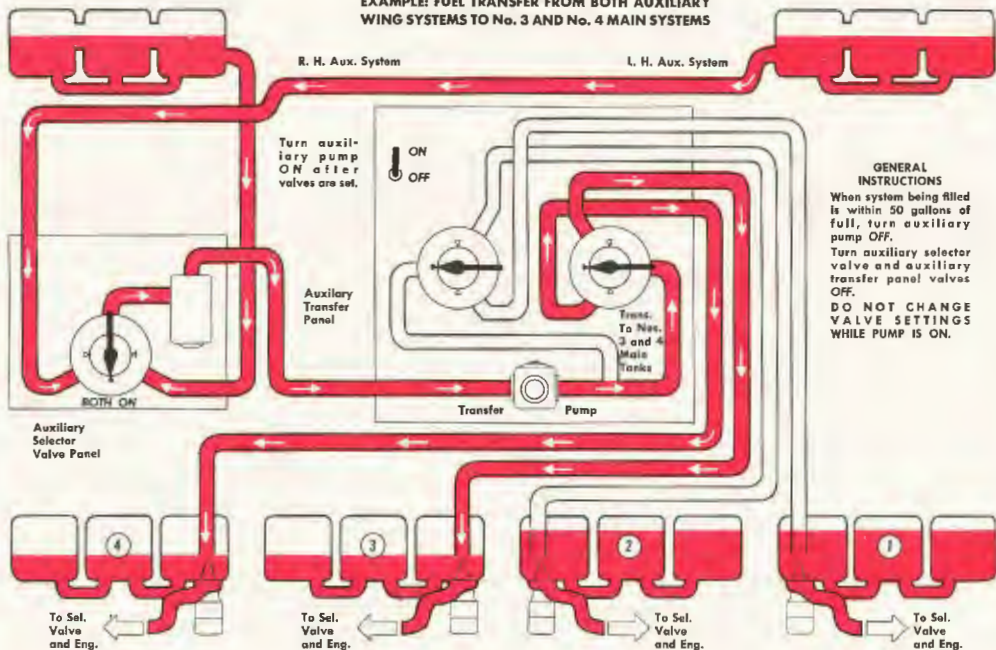 EXAMPLE: FUEL TRANSFER FROM BOTH AUXILIARY
WING SYSTEMS TO No. 3 AND No. 4 MAIN SYSTEMS
R. H. Aux. System
L. H. Aux. System
Turn auxil-
iary pump
ON after
valves are set.
ON
OFF
GENERAL
INSTRUCTIONS
When system being filled
is within 50 gallons of
full, turn auxiliary
pump OFF.
Turn auxiliary selector
valve and auxiliary
transfer panel valves
OFF.
DO NOT CHANGE
VALVE SETTINGS
WHILE PUMP IS ON.
Auxilary
Transfer
Panel
Trans.
To Nos.
3 and 4
Main
Tanks
BOTH ON
Transfer Pump
Auxiliary
Selector
Valve Panel
4
3
2
1
To Sel.
Valve
and Eng.
To Sel.
Valve
and Eng.
To Sel.
Valve
and Eng.
To Sel.
Valve
and Eng.